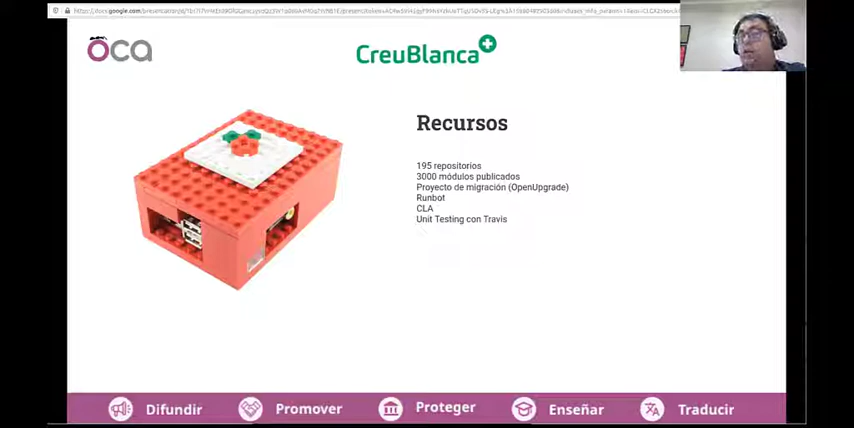 oca
CreuBlanca
Recursos
195 repositorios
3000 módulos publicados
Proyecto de migración (OpenUpgrade)
Runbot
CLA
Unit Testing con Travis
Difundir
Promover
Proteger
Enseñar
Traducir